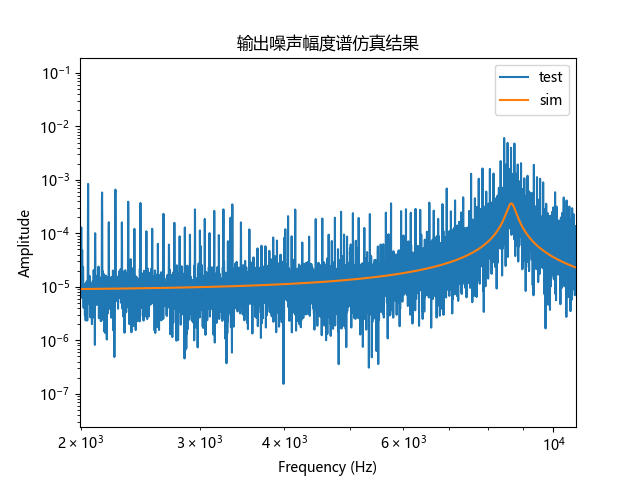 输出噪声幅度谱仿真结果
test
sim
Amplitude
10⁻¹
10⁻²
10⁻³
10⁻⁴
10⁻⁵
10⁻⁶
10⁻⁷
2 × 10³ 3 × 10³ 4 × 10³ 6 × 10³ 10⁴
Frequency (Hz)